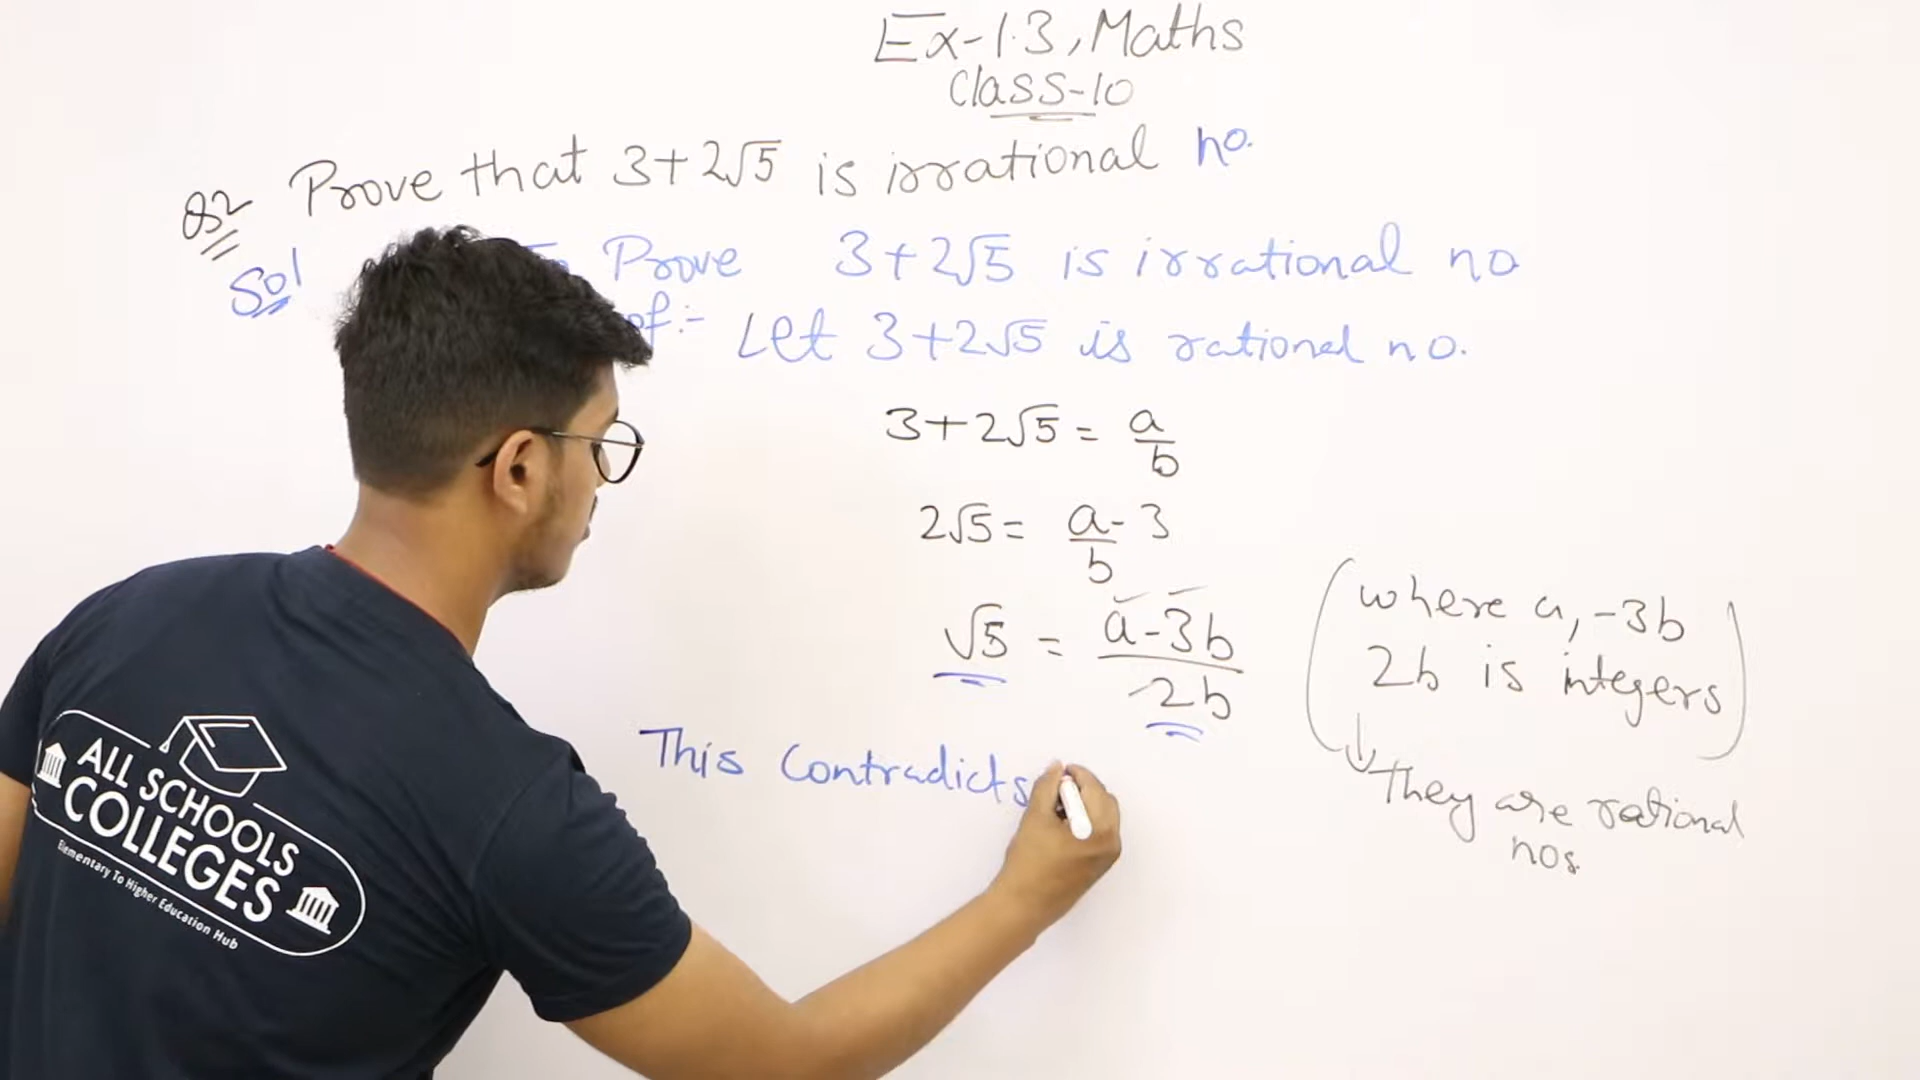 Ex-1.3, Maths
Class-10
Q2 Prove that 3+2√5 is irrational no.
Sol Prove 3+2√5 is irrational no
of:- Let 3+2√5 is rational no.
3+2√5 = a/b
2√5 = a/b - 3
√5 = a-3b/2b
(where a, -3b
2b is integers)
↓ They are rational
nos.
This Contradicts
ALL SCHOOLS
COLLEGES
Elementary To Higher Education Hub